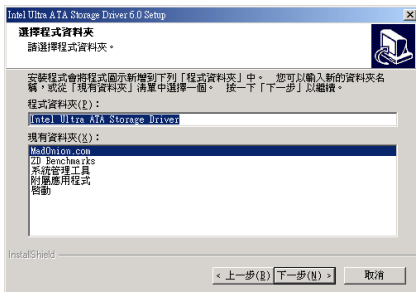 Intel Ultra ATA Storage Driver 6.0 Setup
選擇程式資料夾
請選擇程式資料夾。
安裝程式會將程式圖示新增到下列「程式資料夾」中。 您可以輸入新的資料夾名
稱，或從「現有資料夾」清單中選擇一個。 按一下「下一步」以繼續。
程式資料夾(P)：
Intel Ultra ATA Storage Driver
現有資料夾(X)：
MadOnion.com
ZD Benchmarks
系統管理工具
附屬應用程式
啟動
InstallShield
< 上一步(B) 下一步(N) > 取消